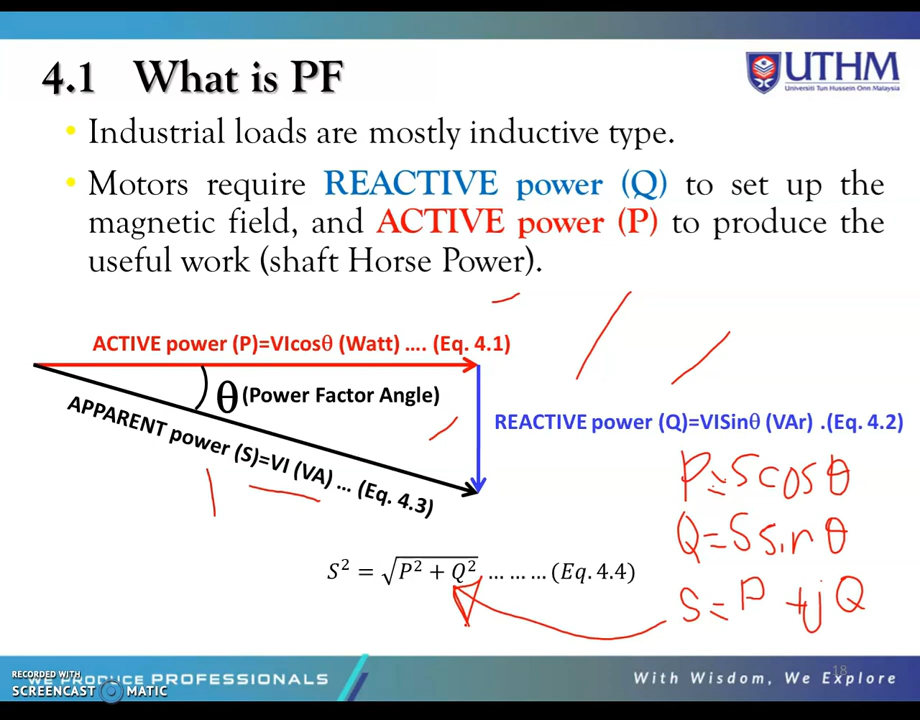 4.1 What is PF
UTHM
Universiti Tun Hussein Onn Malaysia
• Industrial loads are mostly inductive type.
• Motors require REACTIVE power (Q) to set up the
magnetic field, and ACTIVE power (P) to produce the
useful work (shaft Horse Power).
ACTIVE power (P)=VIcosθ (Watt) .... (Eq. 4.1)
θ (Power Factor Angle)
APPARENT power (S)=VI (VA) ... (Eq. 4.3)
REACTIVE power (Q)=VISinθ (VAr) .(Eq. 4.2)
P=S cos θ
Q=S sin θ
S=P +jQ
S² = √P² + Q² ... ... ... (Eq. 4.4)
18
RECORDED WITH
SCREENCAST MATIC
WE PRODUCE PROFESSIONALS
With Wisdom, We Explore